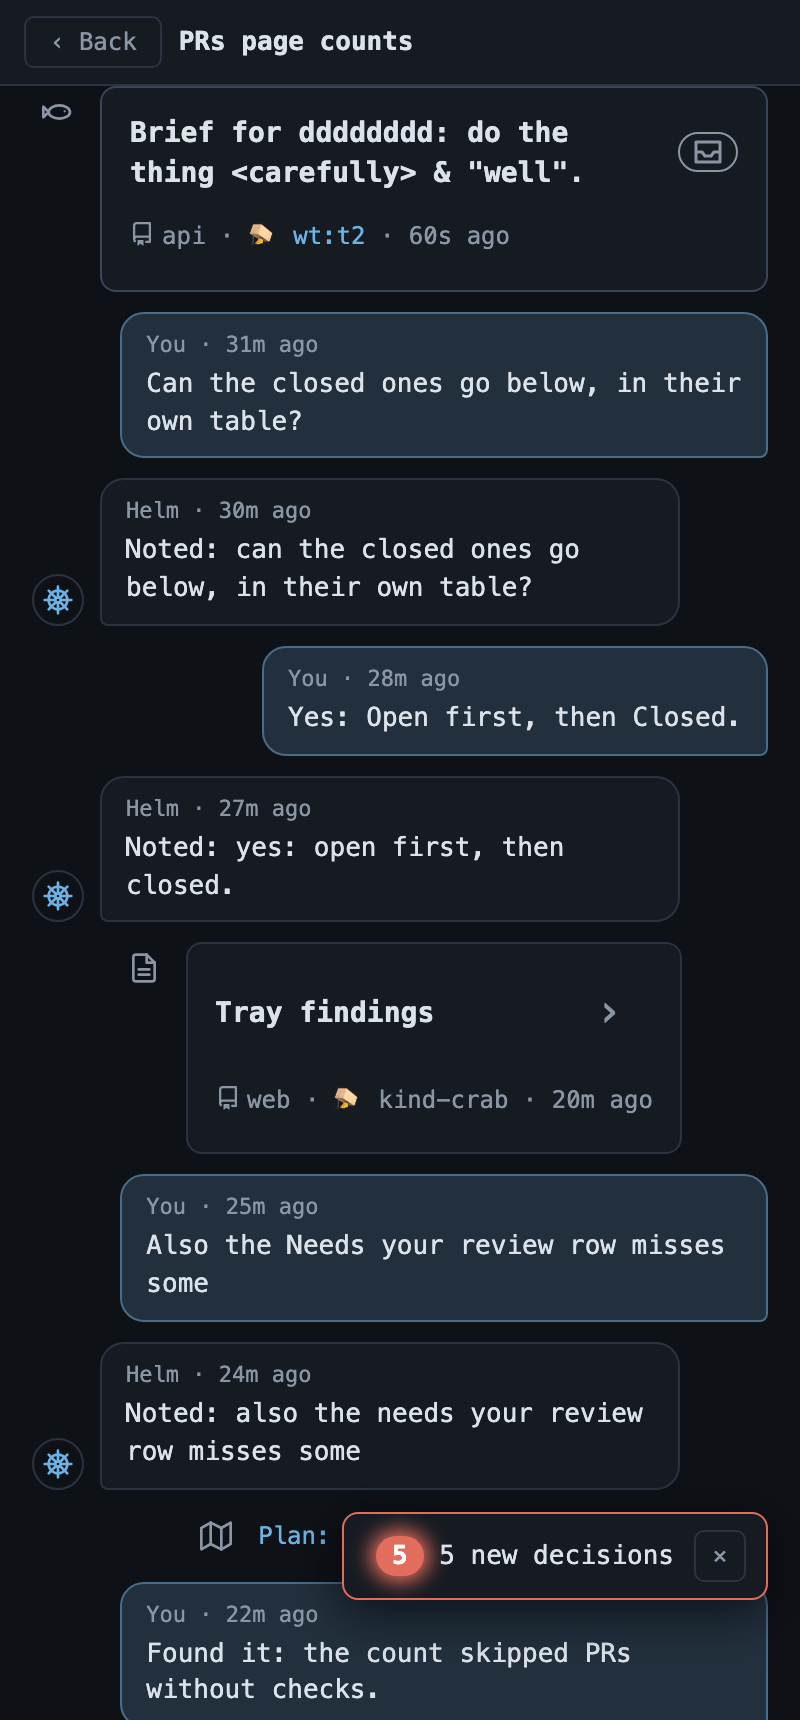 ‹ Back PRs page counts
Brief for dddddddd: do the
thing <carefully> & "well".
api · wt:t2 · 60s ago
You · 31m ago
Can the closed ones go below, in their
own table?
Helm · 30m ago
Noted: can the closed ones go
below, in their own table?
You · 28m ago
Yes: Open first, then Closed.
Helm · 27m ago
Noted: yes: open first, then
closed.
Tray findings ›
web · kind-crab · 20m ago
You · 25m ago
Also the Needs your review row misses
some
Helm · 24m ago
Noted: also the needs your review
row misses some
Plan:
5 5 new decisions ×
You · 22m ago
Found it: the count skipped PRs
without checks.